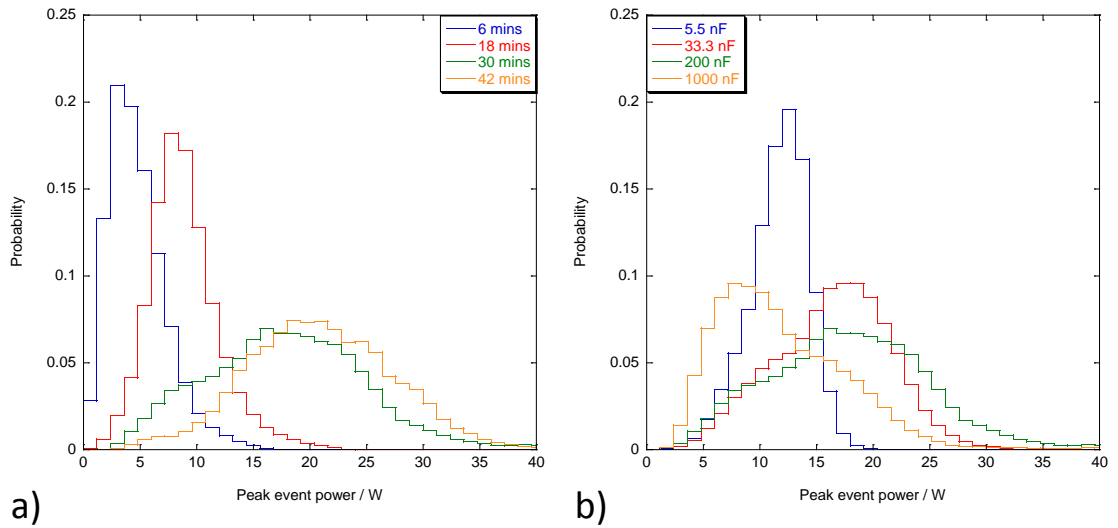 0.25
0.2
0.15
0.1
0.05
0
0 5 10 15 20 25 30 35 40
Probability
Peak event power / W
6 mins
18 mins
30 mins
42 mins
a)
0.25
0.2
0.15
0.1
0.05
0
0 5 10 15 20 25 30 35 40
Probability
Peak event power / W
5.5 nF
33.3 nF
200 nF
1000 nF
b)